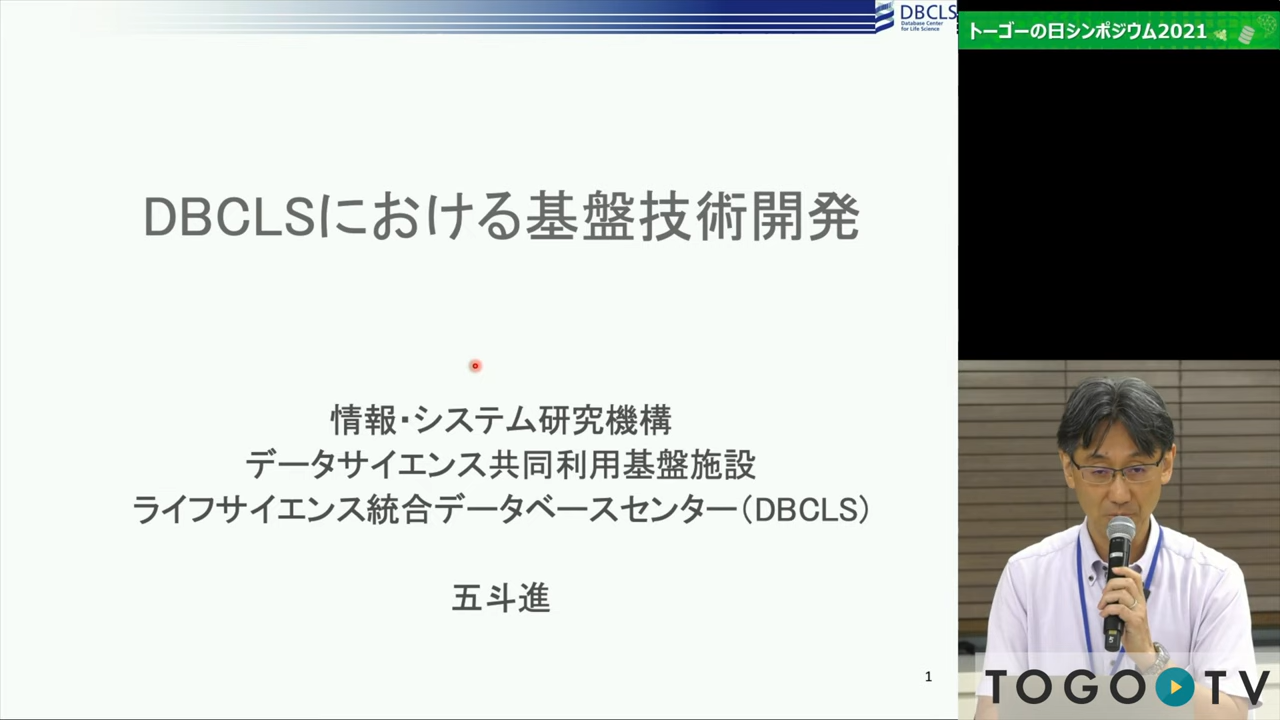 DBCLS
Database Center
for Life Science
トーゴーの日シンポジウム2021
DBCLSにおける基盤技術開発
情報・システム研究機構
データサイエンス共同利用基盤施設
ライフサイエンス統合データベースセンター(DBCLS)
五斗進
1
TOGO TV